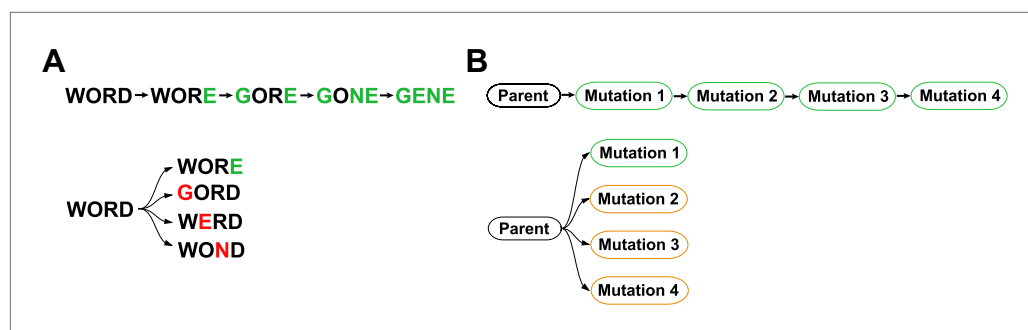 A
WORD → WORE → GORE → GONE → GENE
WORD
WORE
GORD
WERD
WOND
B
Parent → Mutation 1 → Mutation 2 → Mutation 3 → Mutation 4
Parent
Mutation 1
Mutation 2
Mutation 3
Mutation 4